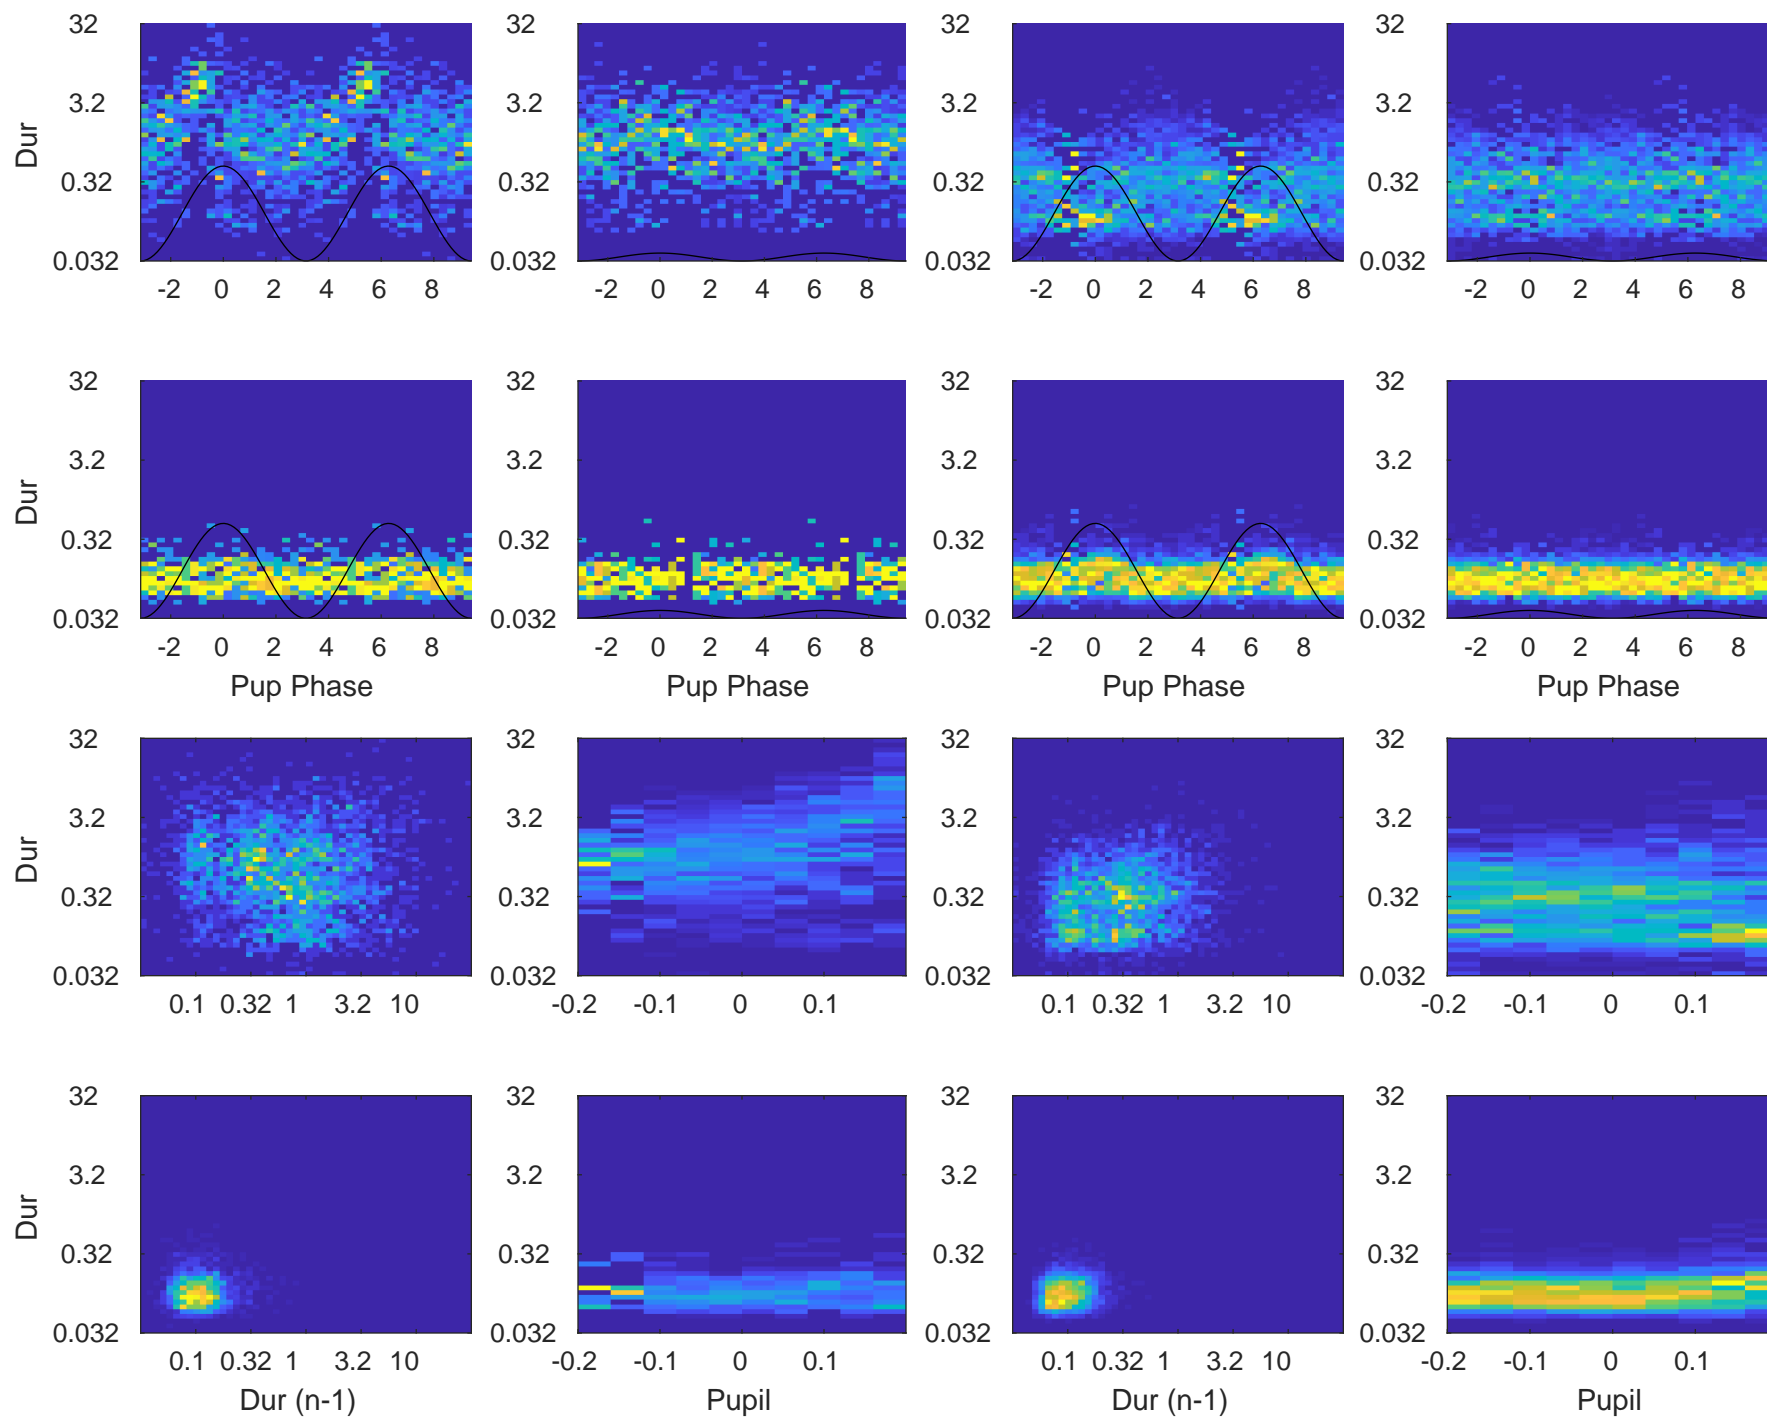 32 32 32 32
Dur 3.2 3.2 3.2 3.2
0.32 0.32 0.32 0.32
0.032 0.032 0.032 0.032
-2 0 2 4 6 8 -2 0 2 4 6 8 -2 0 2 4 6 8 -2 0 2 4 6 8
32 32 32 32
Dur 3.2 3.2 3.2 3.2
0.32 0.32 0.32 0.32
0.032 0.032 0.032 0.032
-2 0 2 4 6 8 -2 0 2 4 6 8 -2 0 2 4 6 8 -2 0 2 4 6 8
Pup Phase Pup Phase Pup Phase Pup Phase
32 32 32 32
Dur 3.2 3.2 3.2 3.2
0.32 0.32 0.32 0.32
0.032 0.032 0.032 0.032
0.1 0.32 1 3.2 10 -0.2 -0.1 0 0.1 0.1 0.32 1 3.2 10 -0.2 -0.1 0 0.1
32 32 32 32
Dur 3.2 3.2 3.2 3.2
0.32 0.32 0.32 0.32
0.032 0.032 0.032 0.032
0.1 0.32 1 3.2 10 -0.2 -0.1 0 0.1 0.1 0.32 1 3.2 10 -0.2 -0.1 0 0.1
Dur (n-1) Pupil Dur (n-1) Pupil